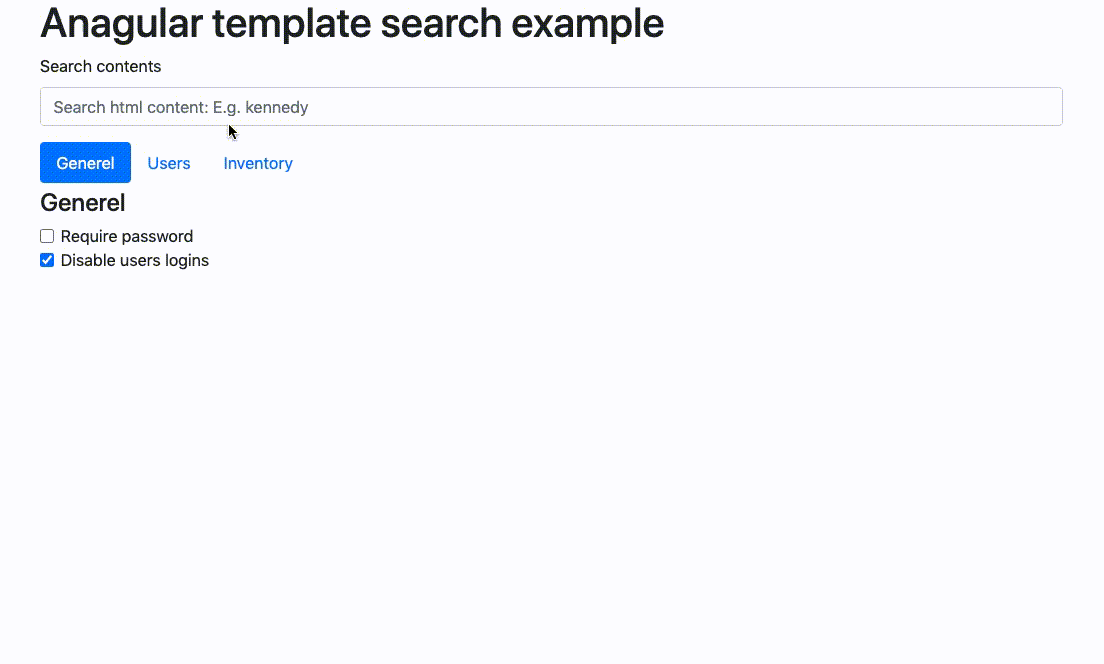 Anagular template search example
Search contents
Search html content: E.g. kennedy
Generel Users Inventory
Generel
Require password
Disable users logins